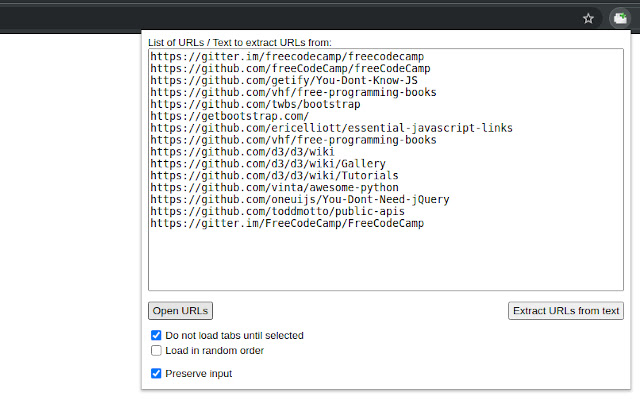 List of URLs / Text to extract URLs from:
https://gitter.im/freecodecamp/freecodecamp
https://github.com/freeCodeCamp/freeCodeCamp
https://github.com/getify/You-Dont-Know-JS
https://github.com/vhf/free-programming-books
https://github.com/twbs/bootstrap
https://getbootstrap.com/
https://github.com/ericelliott/essential-javascript-links
https://github.com/vhf/free-programming-books
https://github.com/d3/d3/wiki
https://github.com/d3/d3/wiki/Gallery
https://github.com/d3/d3/wiki/Tutorials
https://github.com/vinta/awesome-python
https://github.com/oneuijs/You-Dont-Need-jQuery
https://github.com/toddmotto/public-apis
https://gitter.im/FreeCodeCamp/FreeCodeCamp
Open URLs
Extract URLs from text
Do not load tabs until selected
Load in random order
Preserve input